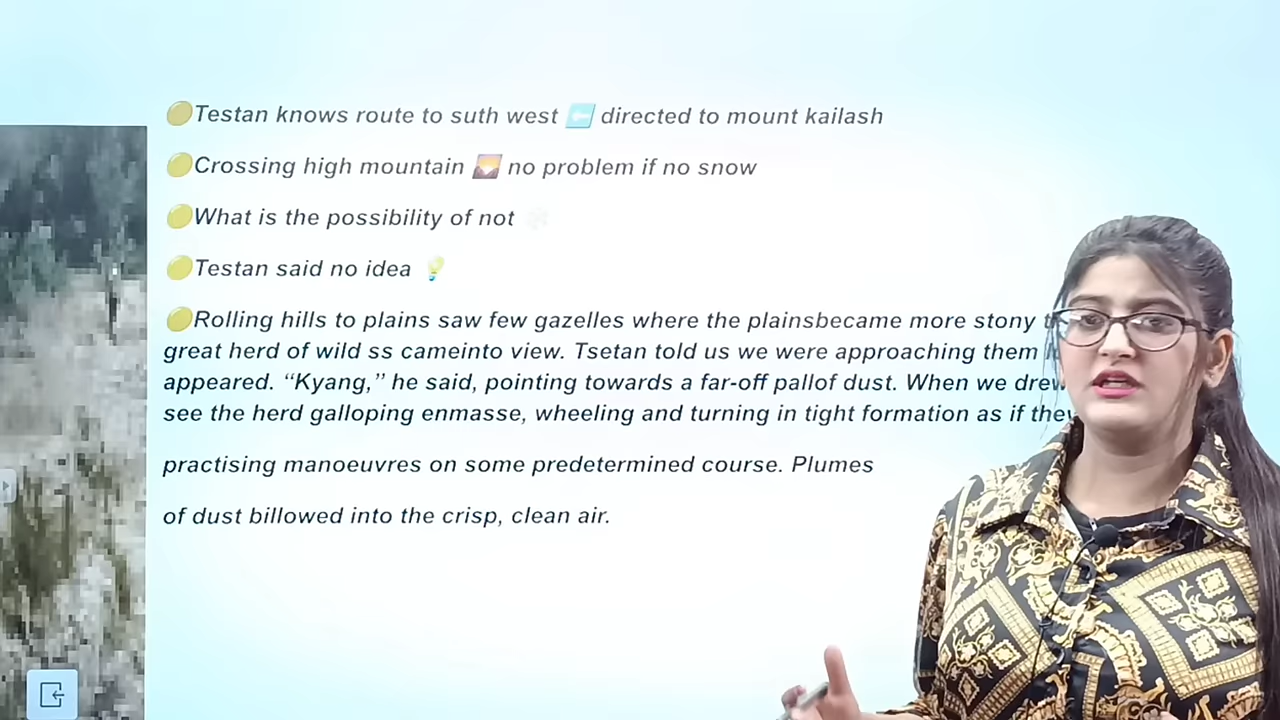 Testan knows route to suth west ⬅ directed to mount kailash
Crossing high mountain 🌄 no problem if no snow
What is the possibility of not ❄
Testan said no idea 💡
Rolling hills to plains saw few gazelles where the plainsbecame more stony
great herd of wild ss cameinto view. Tsetan told us we were approaching them
appeared. “Kyang,” he said, pointing towards a far-off pallof dust. When we drew
see the herd galloping enmasse, wheeling and turning in tight formation as if they
practising manoeuvres on some predetermined course. Plumes
of dust billowed into the crisp, clean air.